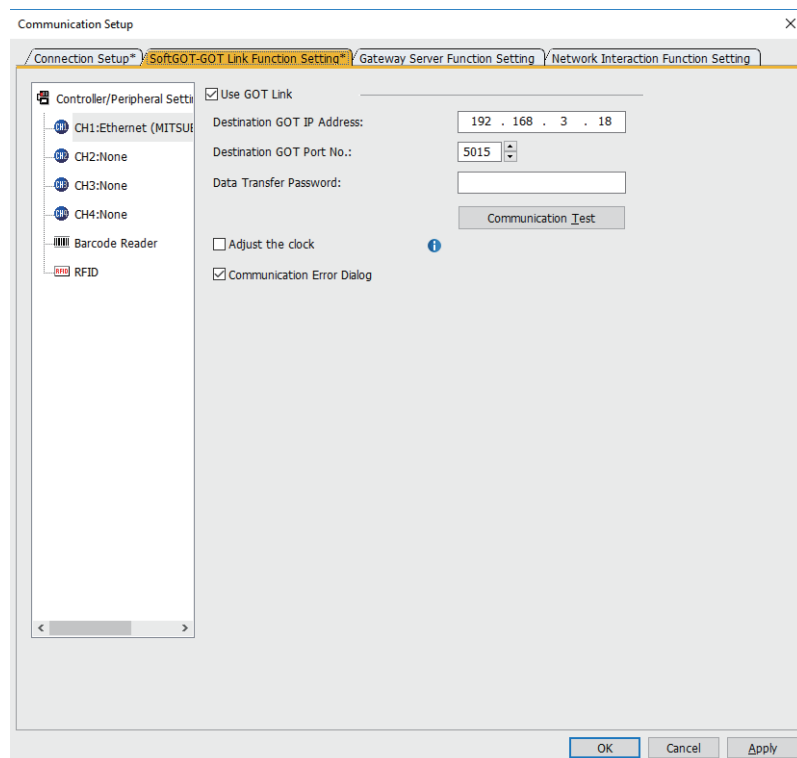 Communication Setup
Connection Setup* SoftGOT-GOT Link Function Setting* Gateway Server Function Setting Network Interaction Function Setting
Controller/Peripheral Settin
CH1:Ethernet (MITSUE
CH2:None
CH3:None
CH4:None
Barcode Reader
RFID RFID
Use GOT Link
Destination GOT IP Address: 192 . 168 . 3 . 18
Destination GOT Port No.: 5015
Data Transfer Password:
Communication Test
Adjust the clock
Communication Error Dialog
OK Cancel Apply